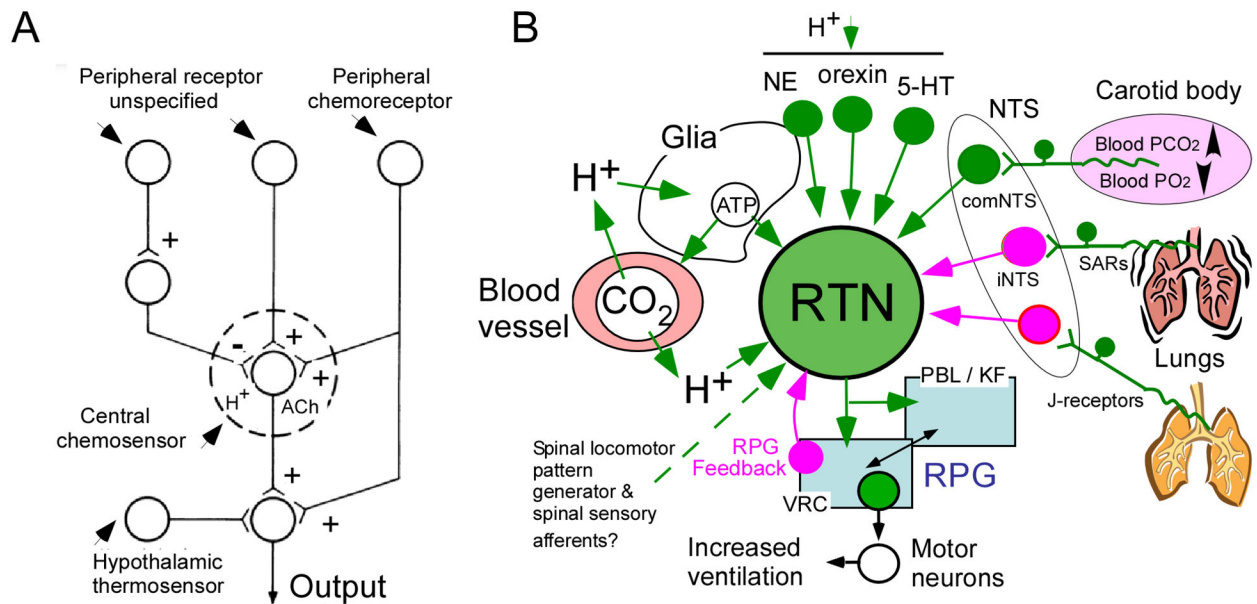 A
Peripheral receptor
unspecified
Peripheral
chemoreceptor
+
-
+
+
H+
ACh
Central
chemosensor
+
+
Hypothalamic
thermosensor
Output
B
H+
NE
orexin
5-HT
Glia
H+
ATP
CO2
Blood
vessel
H+
RTN
NTS
comNTS
iNTS
Carotid body
Blood PCO2
Blood PO2
SARs
Lungs
J-receptors
PBL / KF
RPG
Feedback
RPG
VRC
Spinal locomotor
pattern
generator &
spinal sensory
afferents?
Increased
ventilation
Motor
neurons